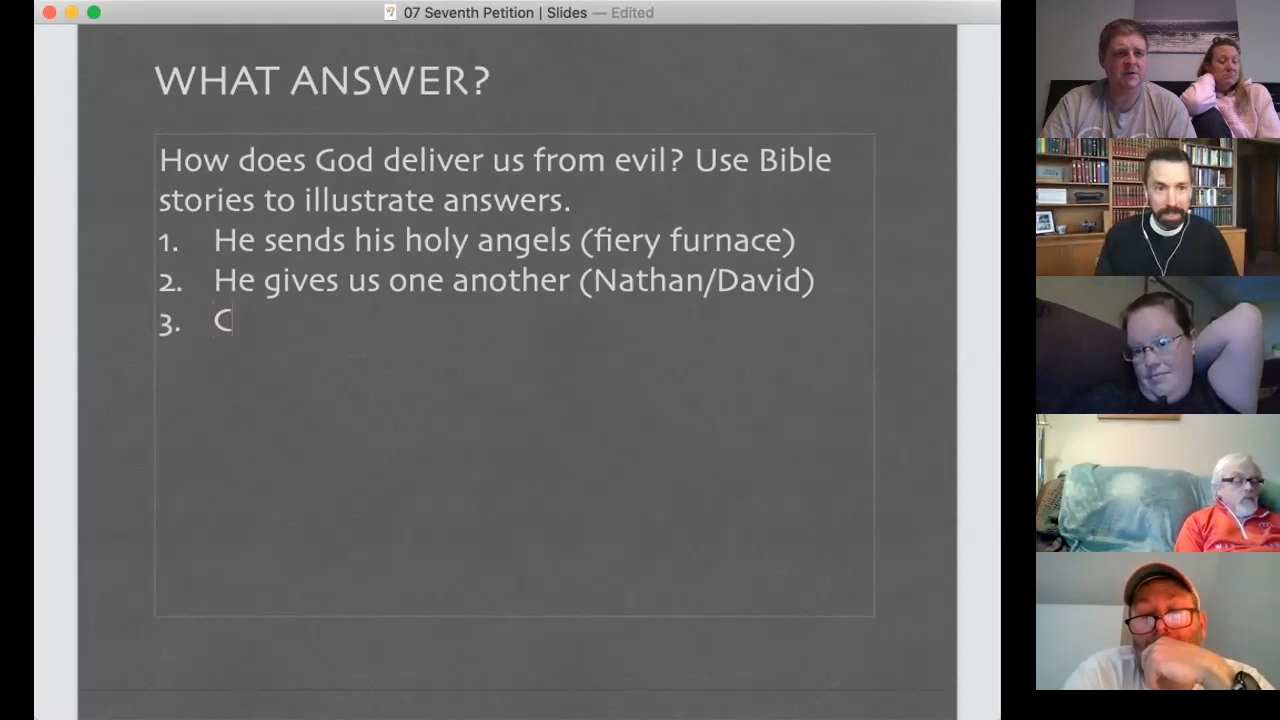 07 Seventh Petition | Slides — Edited
WHAT ANSWER?
How does God deliver us from evil? Use Bible
stories to illustrate answers.
1. He sends his holy angels (fiery furnace)
2. He gives us one another (Nathan/David)
3. C